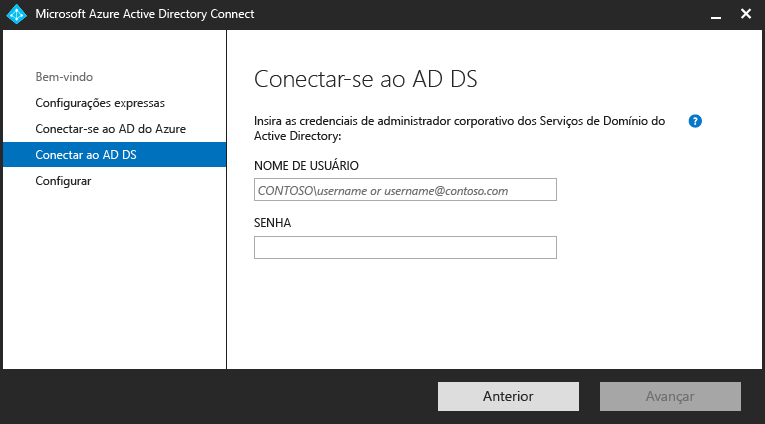 Microsoft Azure Active Directory Connect
Bem-vindo
Configurações expressas
Conectar-se ao AD do Azure
Conectar ao AD DS
Configurar
Conectar-se ao AD DS
Insira as credenciais de administrador corporativo dos Serviços de Domínio do
Active Directory:
?
NOME DE USUÁRIO
CONTOSO\username or username@contoso.com
SENHA
Anterior
Avançar